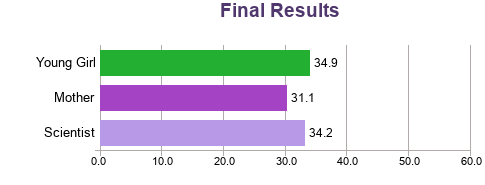 Final Results
Young Girl 34.9
Mother 31.1
Scientist 34.2
0.0 10.0 20.0 30.0 40.0 50.0 60.0